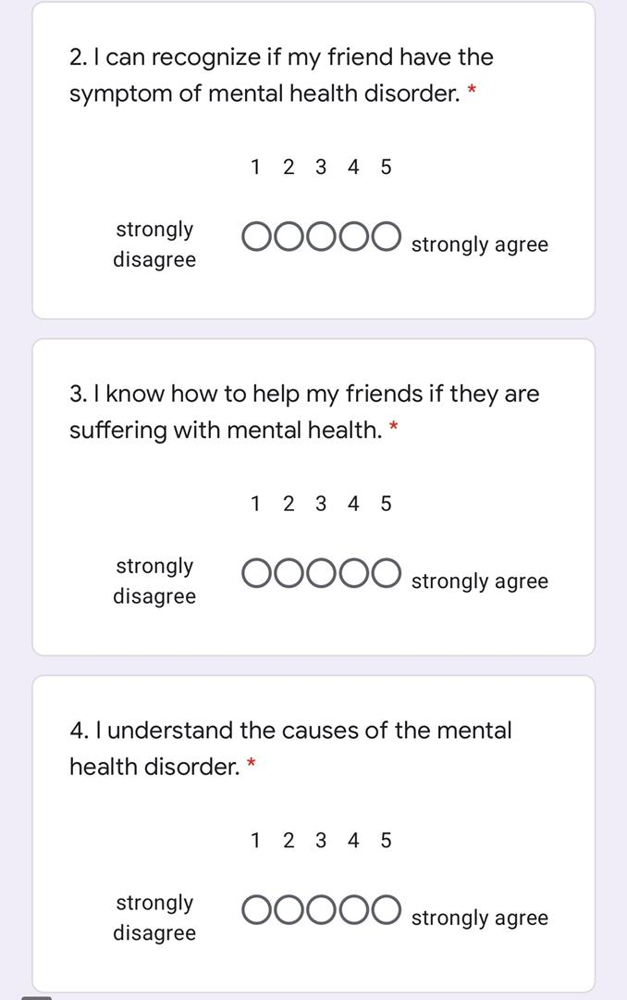 2. I can recognize if my friend have the
symptom of mental health disorder. *
1 2 3 4 5
strongly
disagree
strongly agree
3. I know how to help my friends if they are
suffering with mental health. *
1 2 3 4 5
strongly
disagree
strongly agree
4. I understand the causes of the mental
health disorder. *
1 2 3 4 5
strongly
disagree
strongly agree